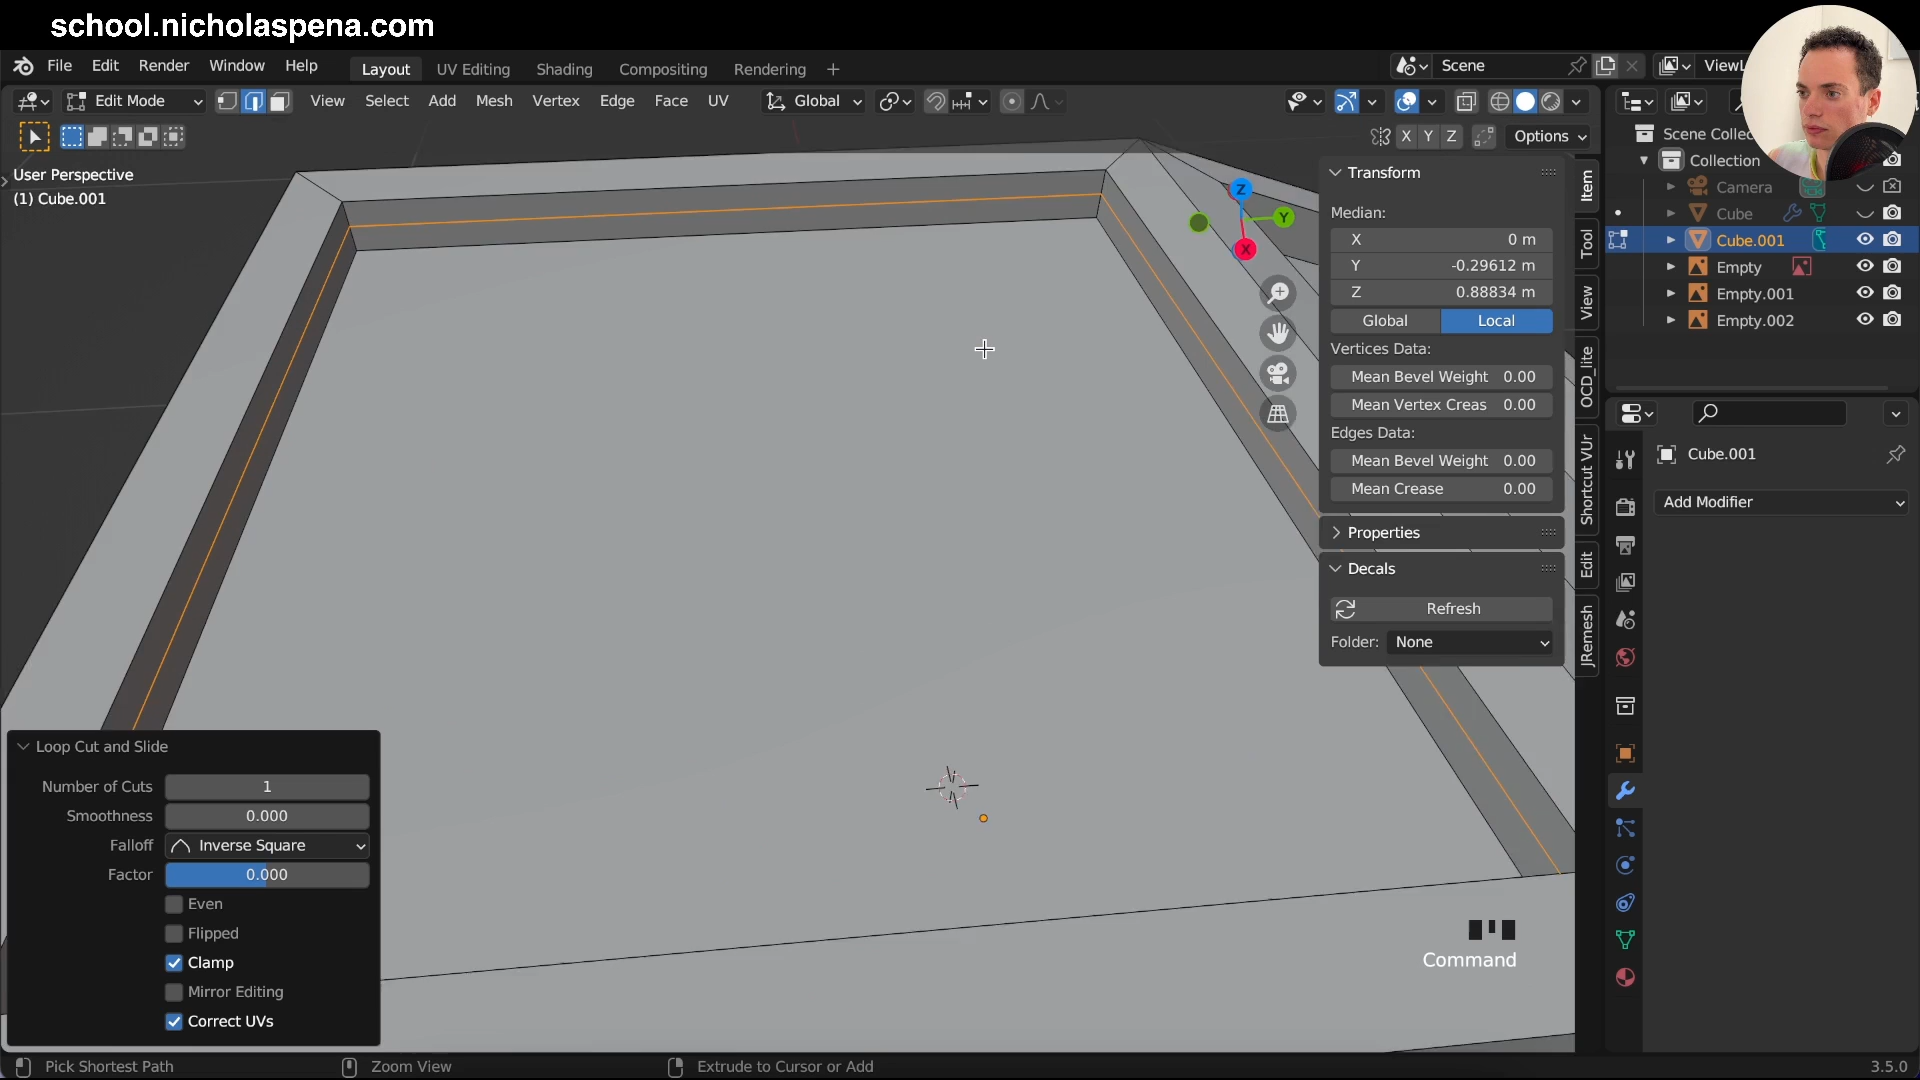 school.nicholaspena.com
File Edit Render Window Help Layout UV Editing Shading Compositing Rendering + Scene ViewL
Edit Mode View Select Add Mesh Vertex Edge Face UV Global
X Y Z Options
Scene Collec
Collection
Camera
Cube
Cube.001
Empty
Empty.001
Empty.002
User Perspective
(1) Cube.001
Z
Y
X
Transform
Median:
X 0 m
Y -0.29612 m
Z 0.88834 m
Global Local
Vertices Data:
Mean Bevel Weight 0.00
Mean Vertex Creas 0.00
Edges Data:
Mean Bevel Weight 0.00
Mean Crease 0.00
Properties
Decals
Refresh
Folder: None
Item
Tool
View
OCD_lite
Shortcut VUr
Edit
JRemesh
Cube.001
Add Modifier
Loop Cut and Slide
Number of Cuts 1
Smoothness 0.000
Falloff Inverse Square
Factor 0.000
Even
Flipped
Clamp
Mirror Editing
Correct UVs
Command
Pick Shortest Path Zoom View Extrude to Cursor or Add 3.5.0